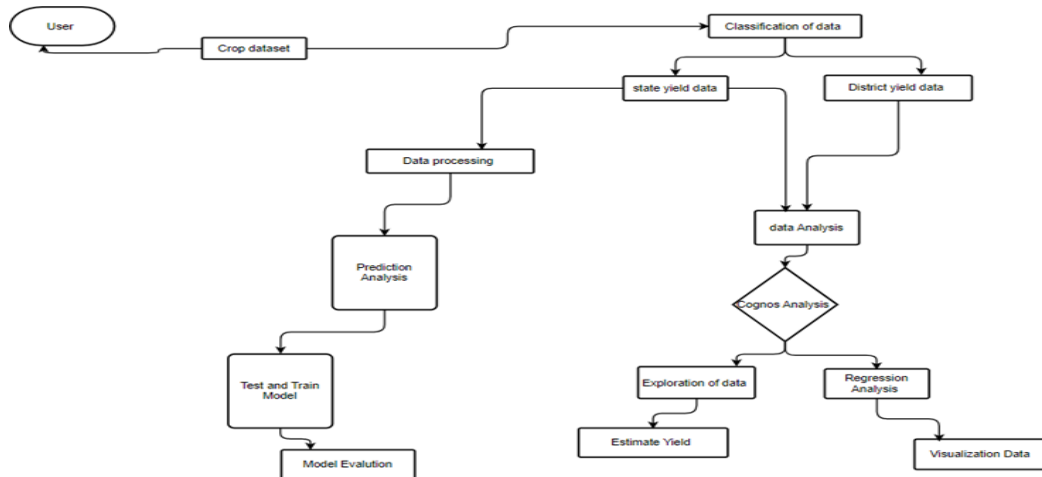 User
Classification of data
Crop dataset
state yield data
District yield data
Data processing
data Analysis
Prediction
Analysis
Cognos Analysis
Exploration of data
Regression
Analysis
Test and Train
Model
Estimate Yield
Visualization Data
Model Evalution